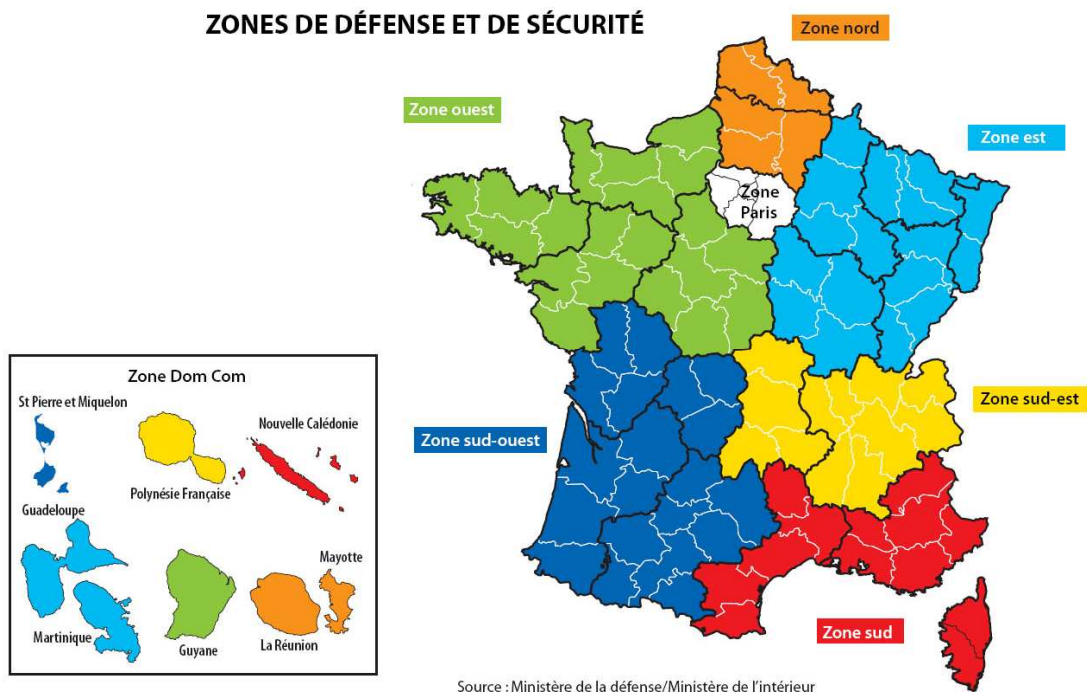 ZONES DE DÉFENSE ET DE SÉCURITÉ
Zone nord
Zone ouest
Zone est
Zone
Paris
Zone Dom Com
St Pierre et Miquelon
Nouvelle Calédonie
Zone sud-est
Zone sud-ouest
Polynésie Française
Guadeloupe
Mayotte
Martinique
Guyane
La Réunion
Zone sud
Source : Ministère de la défense/Ministère de l'intérieur